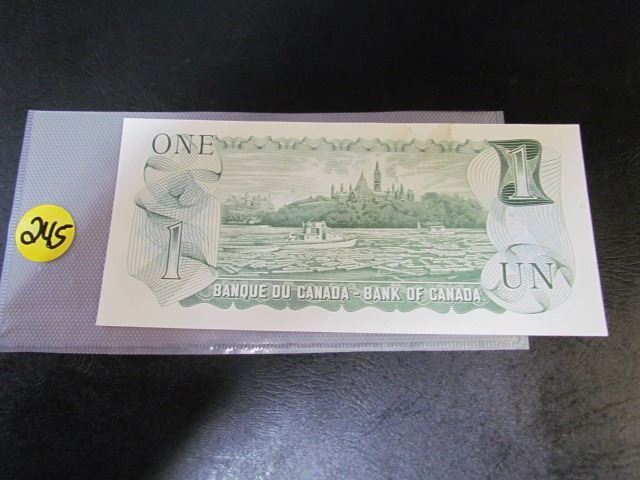 245
ONE
1
1
UN
BANQUE DU CANADA - BANK OF CANADA